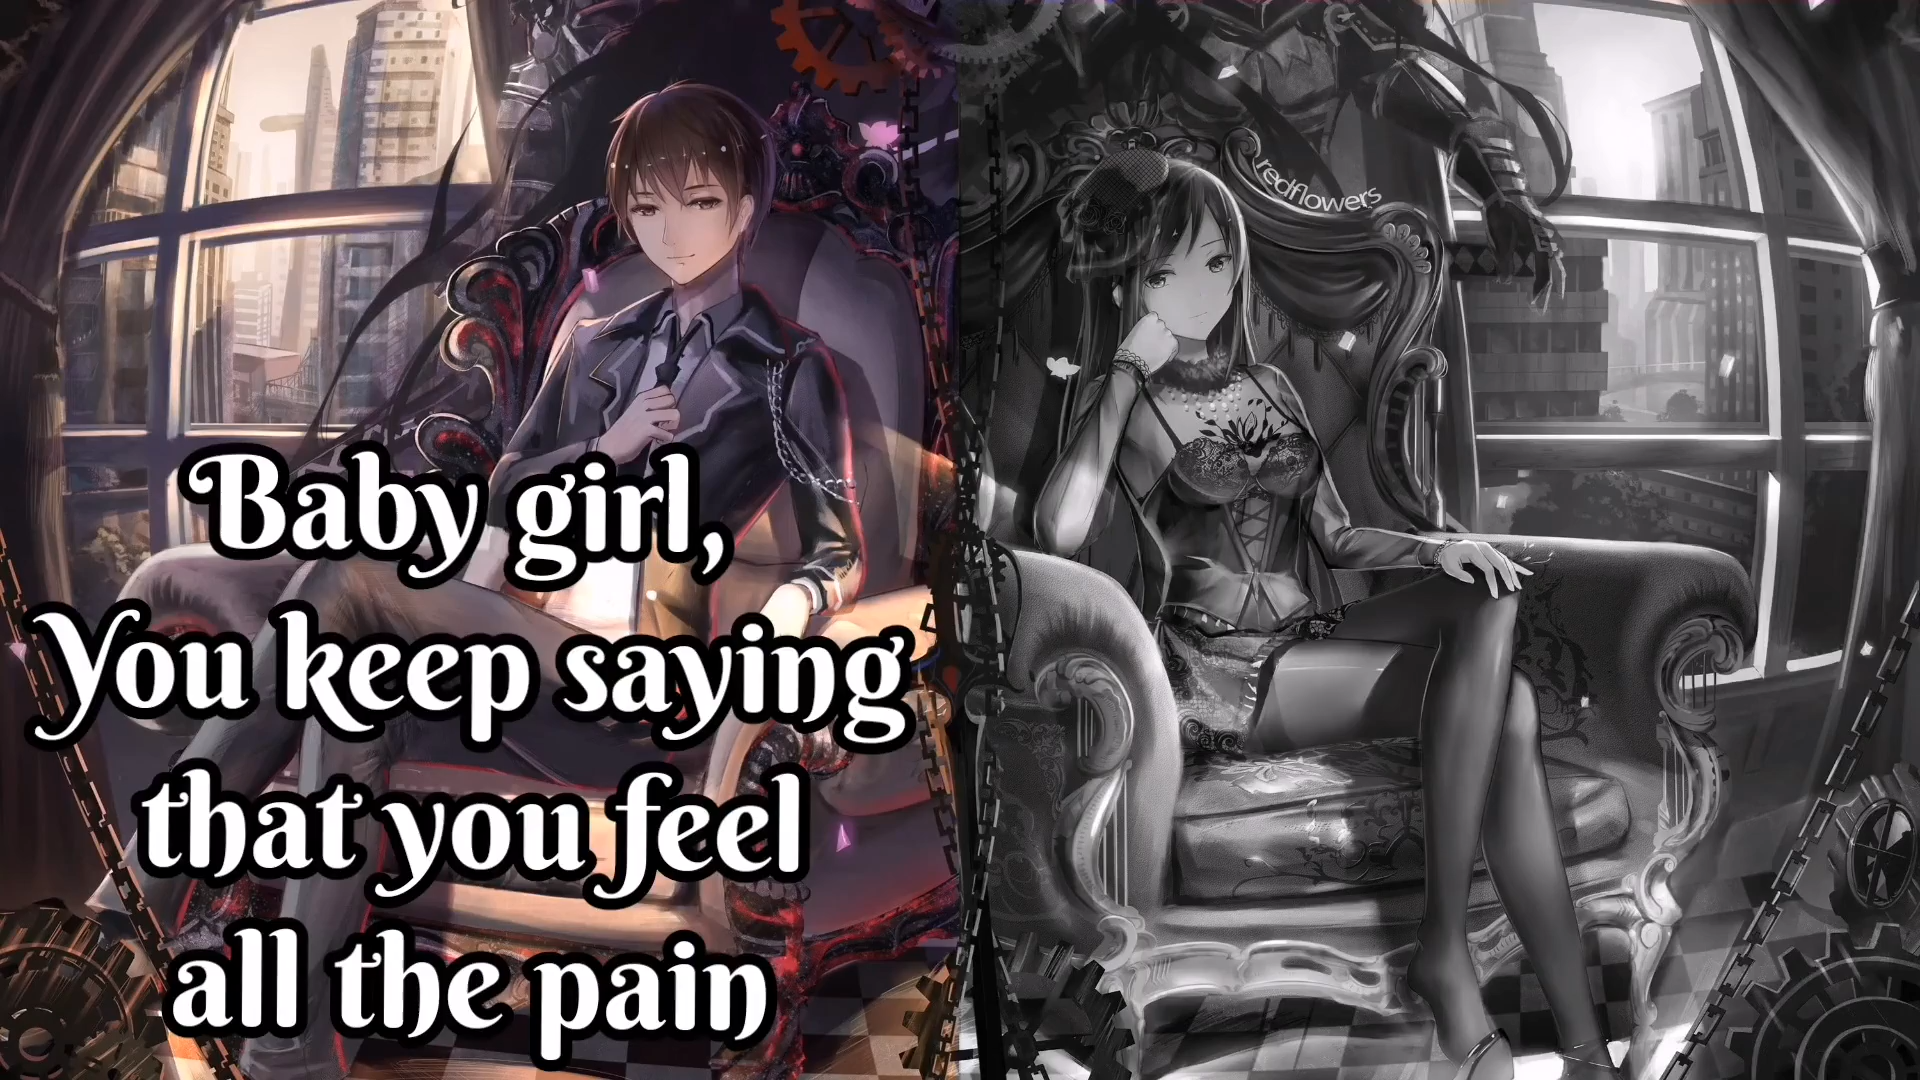 Baby girl,
You keep saying
that you feel
all the pain
redflowers